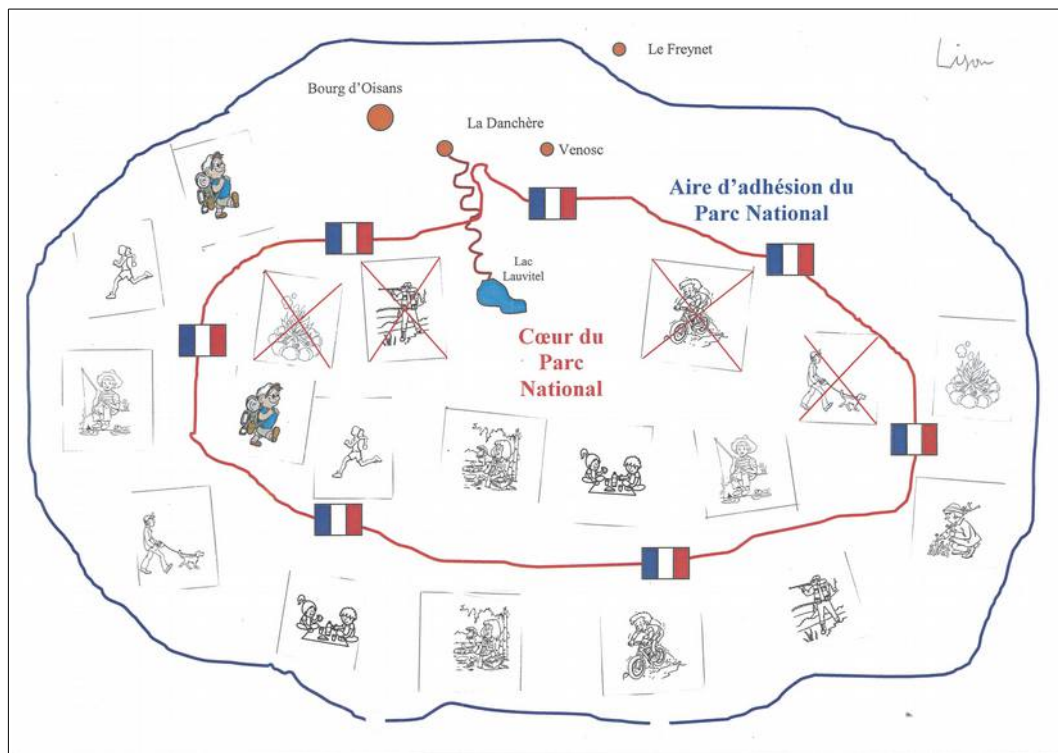 Le Freynet
Lison
Bourg d'Oisans
La Danchère
Venosc
Aire d'adhésion du
Parc National
Lac
Lauvitel
Cœur du
Parc
National